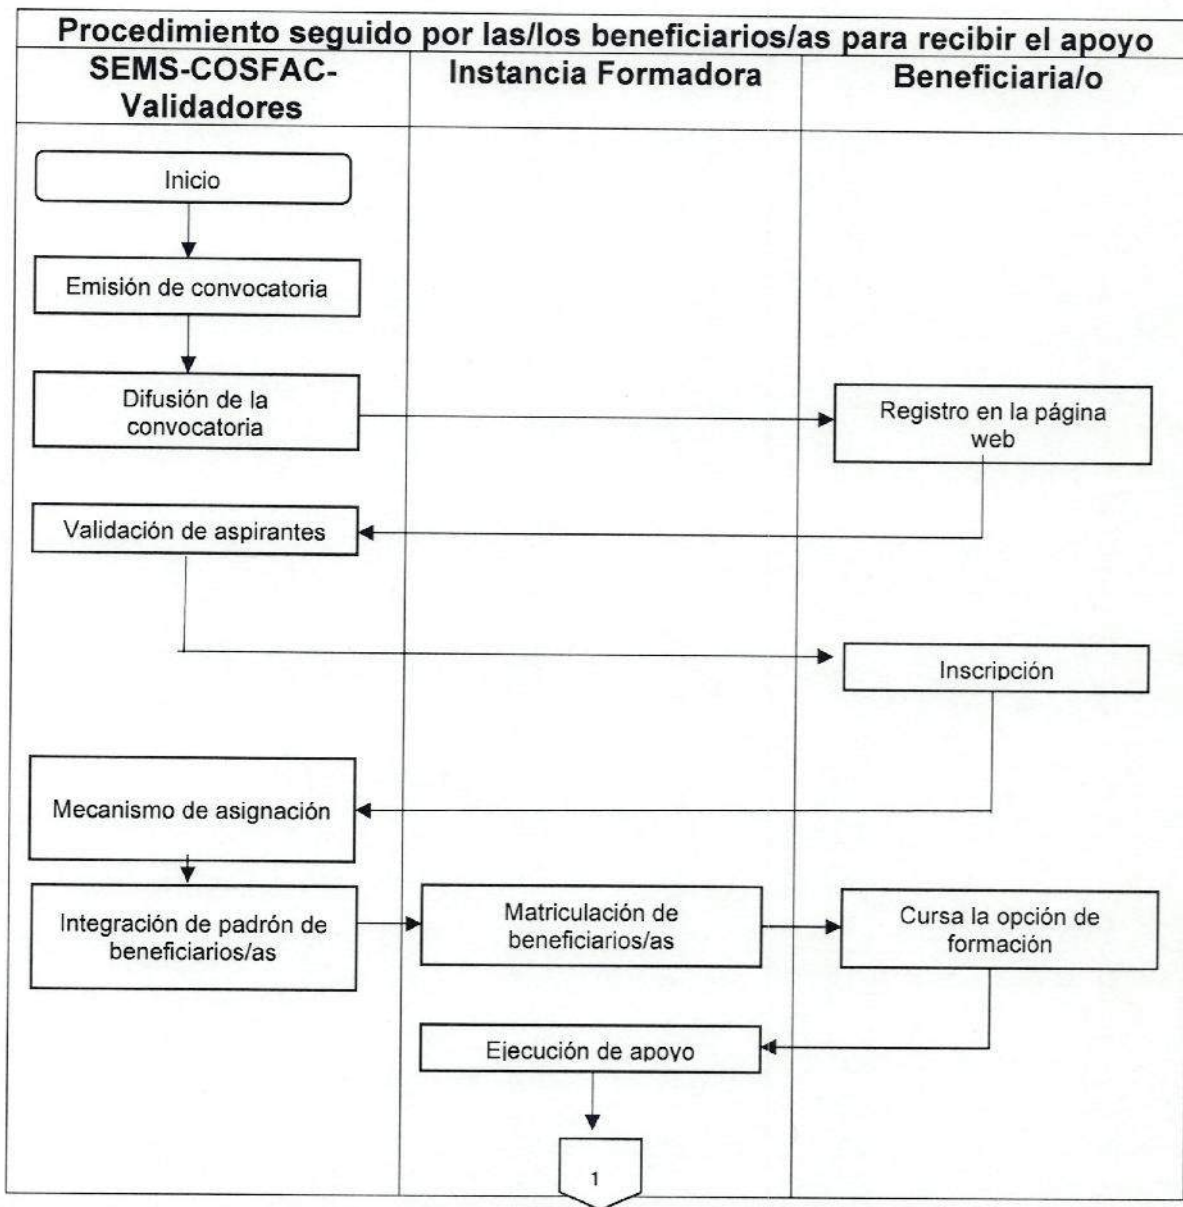 Procedimiento seguido por las/los beneficiarios/as para recibir el apoyo
SEMS-COSFAC-
Validadores
Instancia Formadora
Beneficiaria/o
Inicio
Emisión de convocatoria
Difusión de la
convocatoria
Registro en la página
web
Validación de aspirantes
Inscripción
Mecanismo de asignación
Integración de padrón de
beneficiarios/as
Matriculación de
beneficiarios/as
Cursa la opción de
formación
Ejecución de apoyo
1